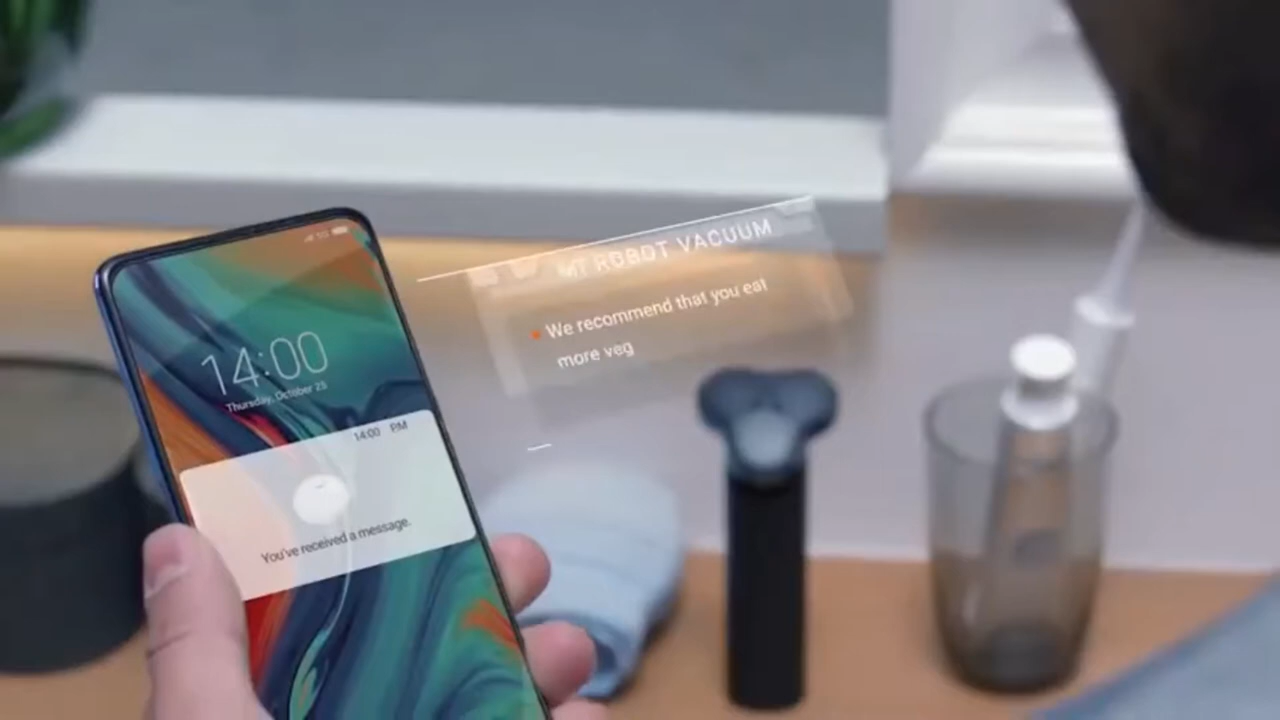 14:00
Thursday, October 25
14:00 PM
You've received a message.
MI ROBOT VACUUM
We recommend that you eat
more veg